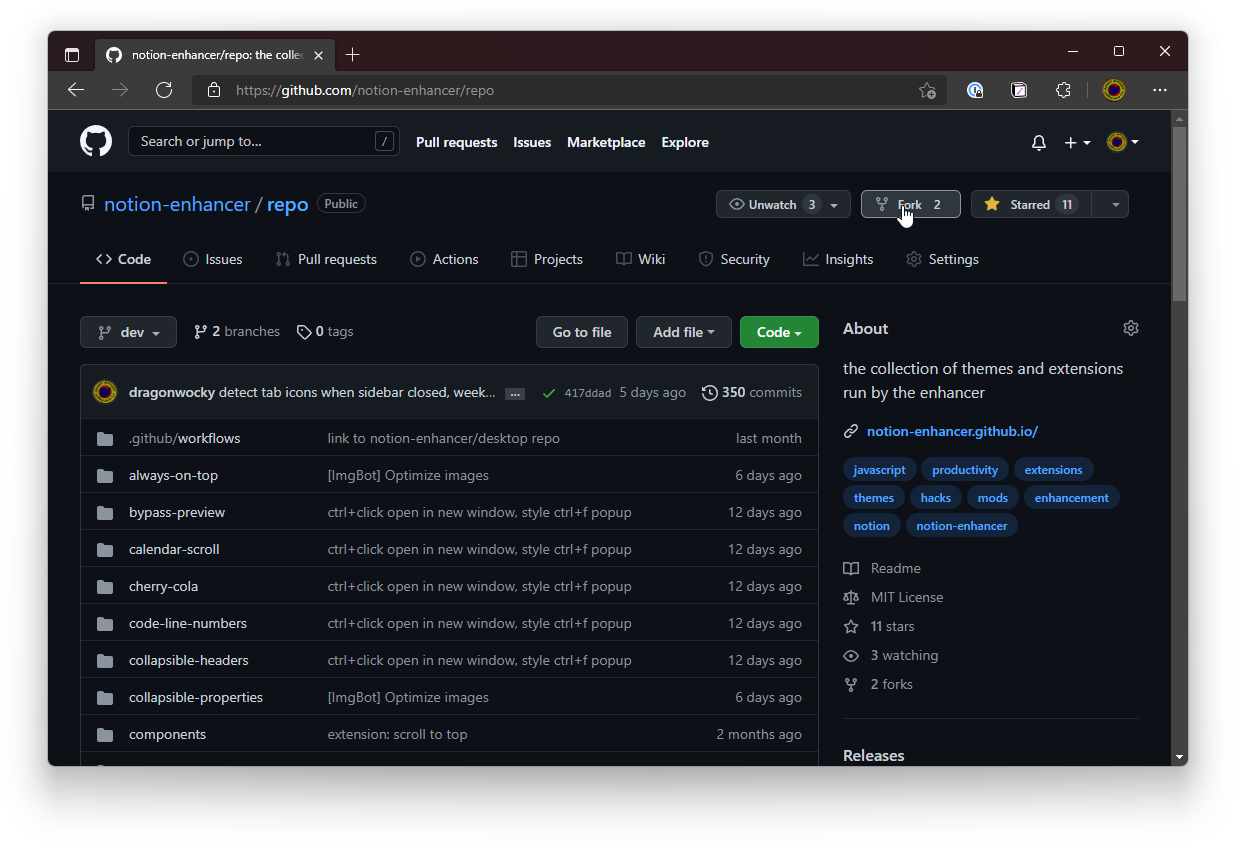 notion-enhancer/repo: the colle
https://github.com/notion-enhancer/repo
Search or jump to... / Pull requests Issues Marketplace Explore
notion-enhancer / repo Public Unwatch 3 Fork 2 Starred 11
Code Issues Pull requests Actions Projects Wiki Security Insights Settings
dev 2 branches 0 tags Go to file Add file Code
About
the collection of themes and extensions
run by the enhancer
notion-enhancer.github.io/
javascript productivity extensions
themes hacks mods enhancement
notion notion-enhancer
Readme
MIT License
11 stars
3 watching
2 forks
Releases
dragonwocky detect tab icons when sidebar closed, week... ... 417ddad 5 days ago 350 commits
.github/workflows link to notion-enhancer/desktop repo last month
always-on-top [ImgBot] Optimize images 6 days ago
bypass-preview ctrl+click open in new window, style ctrl+f popup 12 days ago
calendar-scroll ctrl+click open in new window, style ctrl+f popup 12 days ago
cherry-cola ctrl+click open in new window, style ctrl+f popup 12 days ago
code-line-numbers ctrl+click open in new window, style ctrl+f popup 12 days ago
collapsible-headers ctrl+click open in new window, style ctrl+f popup 12 days ago
collapsible-properties [ImgBot] Optimize images 6 days ago
components extension: scroll to top 2 months ago